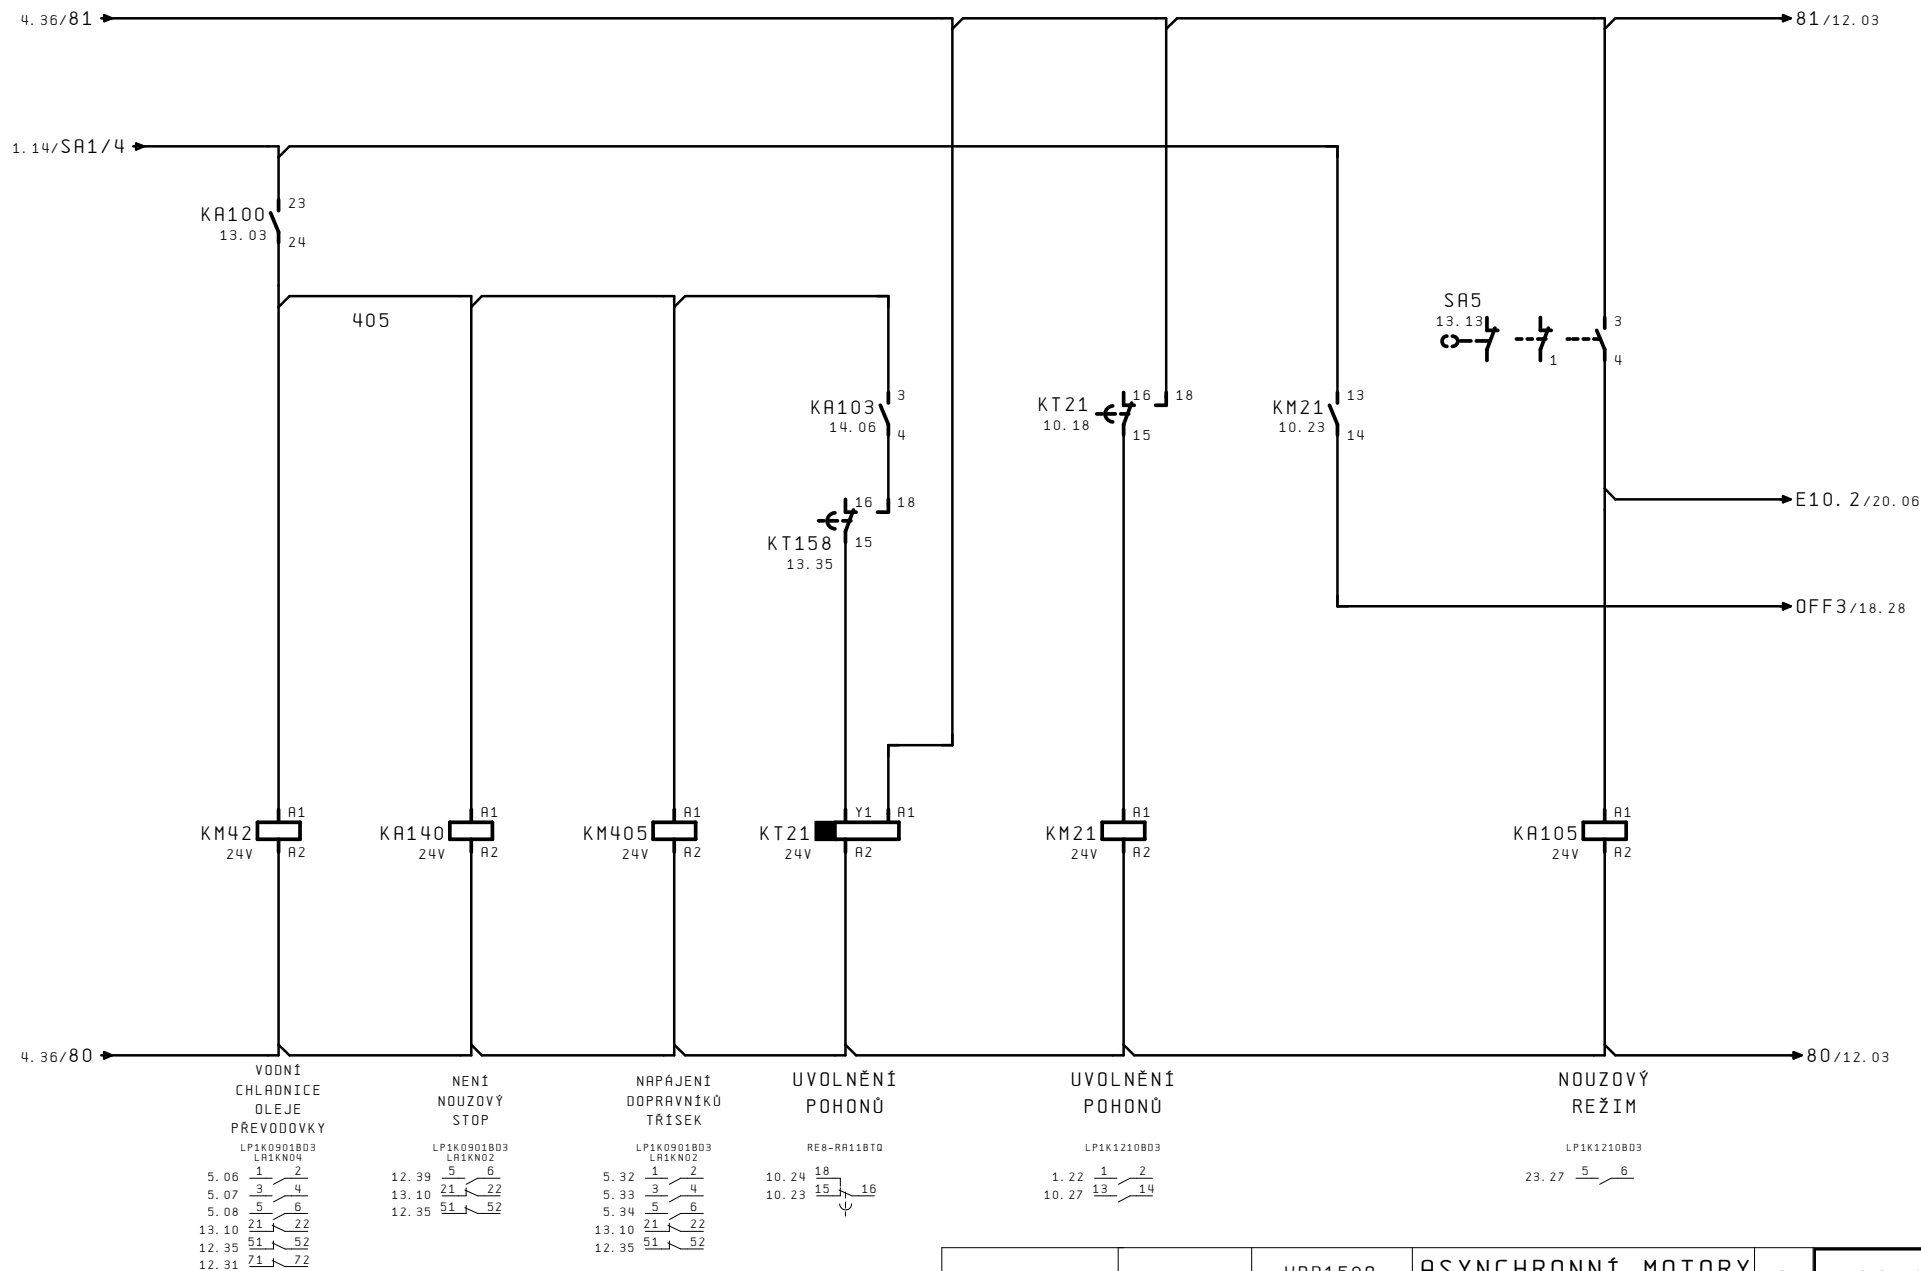 4.36/81
81/12.03
1.14/SA1/4
KA100
13.03
23
24
405
SA5
13.13
1
3
4
KA103
14.06
3
4
KT21
10.18
16
18
15
KM21
10.23
13
14
16
18
KT158
13.35
15
E10.2/20.06
OFF3/18.28
KM42
24V
A1
A2
KA140
24V
A1
A2
KM405
24V
A1
A2
KT21
24V
Y1
A1
A2
KM21
24V
A1
A2
KA105
24V
A1
A2
4.36/80
80/12.03
VODNÍ
CHLADNICE
OLEJE
PŘEVODOVKY
LP1K0901BD3
LA1KN04
5.06 1 2
5.07 3 4
5.08 5 6
13.10 21 22
12.35 51 52
12.31 71 72
NENÍ
NOUZOVÝ
STOP
LP1K0901BD3
LA1KN02
12.39 5 6
13.10 21 22
12.35 51 52
NAPÁJENÍ
DOPRAVNÍKŮ
TŘÍSEK
LP1K0901BD3
LA1KN02
5.32 1 2
5.33 3 4
5.34 5 6
13.10 21 22
12.35 51 52
UVOLNĚNÍ
POHONŮ
RE8-RA11BTQ
10.24 18
10.23 15 16
UVOLNĚNÍ
POHONŮ
LP1K1210BD3
1.22 1 2
10.27 13 14
NOUZOVÝ
REŽIM
LP1K1210BD3
23.27 5 6
ASYNCHRONNÍ MOTORY